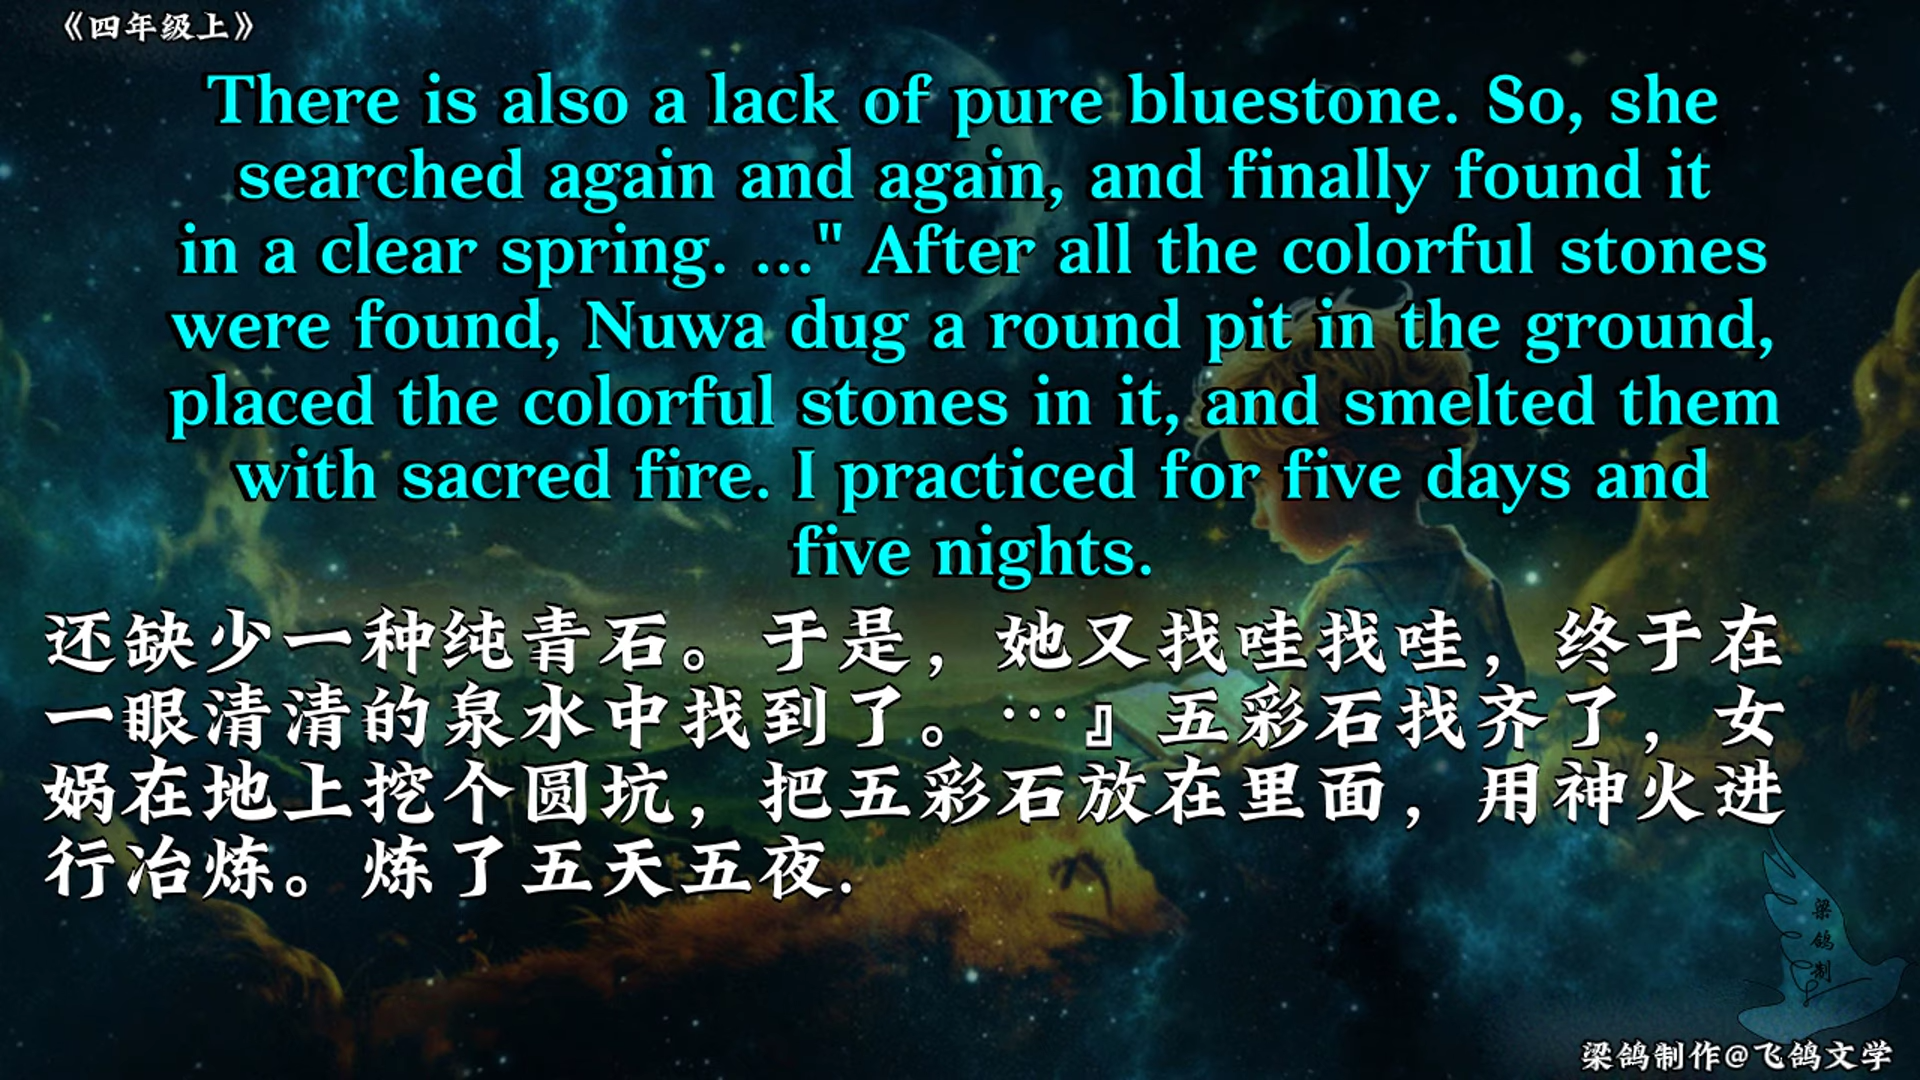 《四年级上》
There is also a lack of pure bluestone. So, she
searched again and again, and finally found it
in a clear spring. ..." After all the colorful stones
were found, Nuwa dug a round pit in the ground,
placed the colorful stones in it, and smelted them
with sacred fire. I practiced for five days and
five nights.
还缺少一种纯青石。于是，她又找哇找哇，终于在
一眼清清的泉水中找到了。…』五彩石找齐了，女
娲在地上挖个圆坑，把五彩石放在里面，用神火进
行冶炼。炼了五天五夜.
梁
鸽
制
梁鸽制作@飞鸽文学